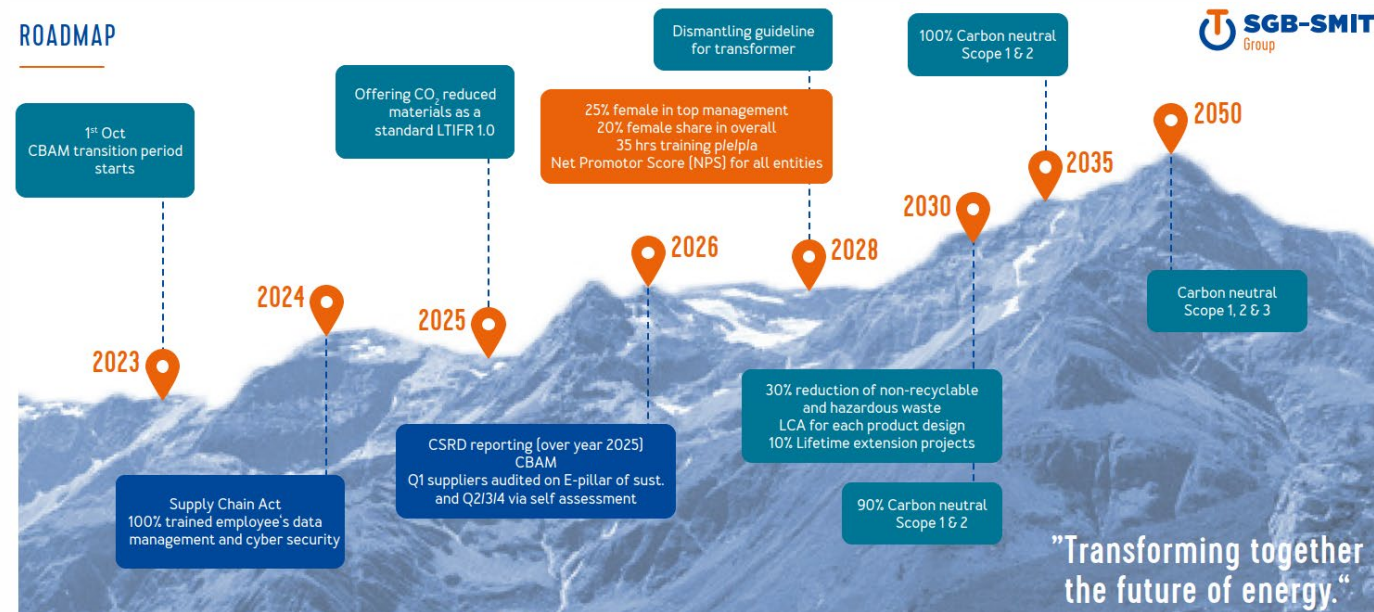 ROADMAP
SGB-SMIT
Group
1st Oct
CBAM transition period
starts
2023
2024
Supply Chain Act
100% trained employee's data
management and cyber security
Offering CO₂ reduced
materials as a
standard LTIFR 1.0
2025
2026
CSRD reporting (over year 2025)
CBAM
Q1 suppliers audited on E-pillar of sust.
and Q2/3/4 via self assessment
Dismantling guideline
for transformer
25% female in top management
20% female share in overall
35 hrs training p/e/p/a
Net Promotor Score (NPS) for all entities
2028
2030
30% reduction of non-recyclable
and hazardous waste
LCA for each product design
10% Lifetime extension projects
90% Carbon neutral
Scope 1 & 2
100% Carbon neutral
Scope 1 & 2
2035
2050
Carbon neutral
Scope 1, 2 & 3
"Transforming together
the future of energy."